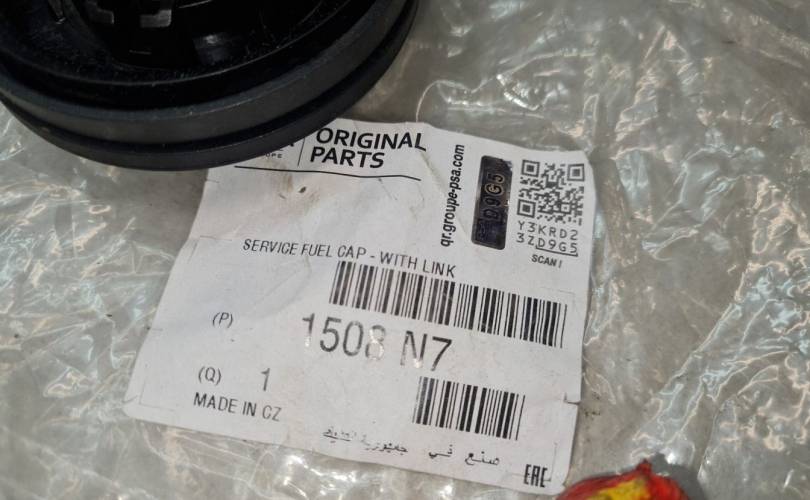 ORIGINAL
PARTS
qr.groupe-psa.com
D9G5
Y3KRD2
3ZD9G5
SCAN!
SERVICE FUEL CAP - WITH LINK
(P) 1508 N7
(Q) 1
MADE IN CZ
صنع في جمهورية
EAC